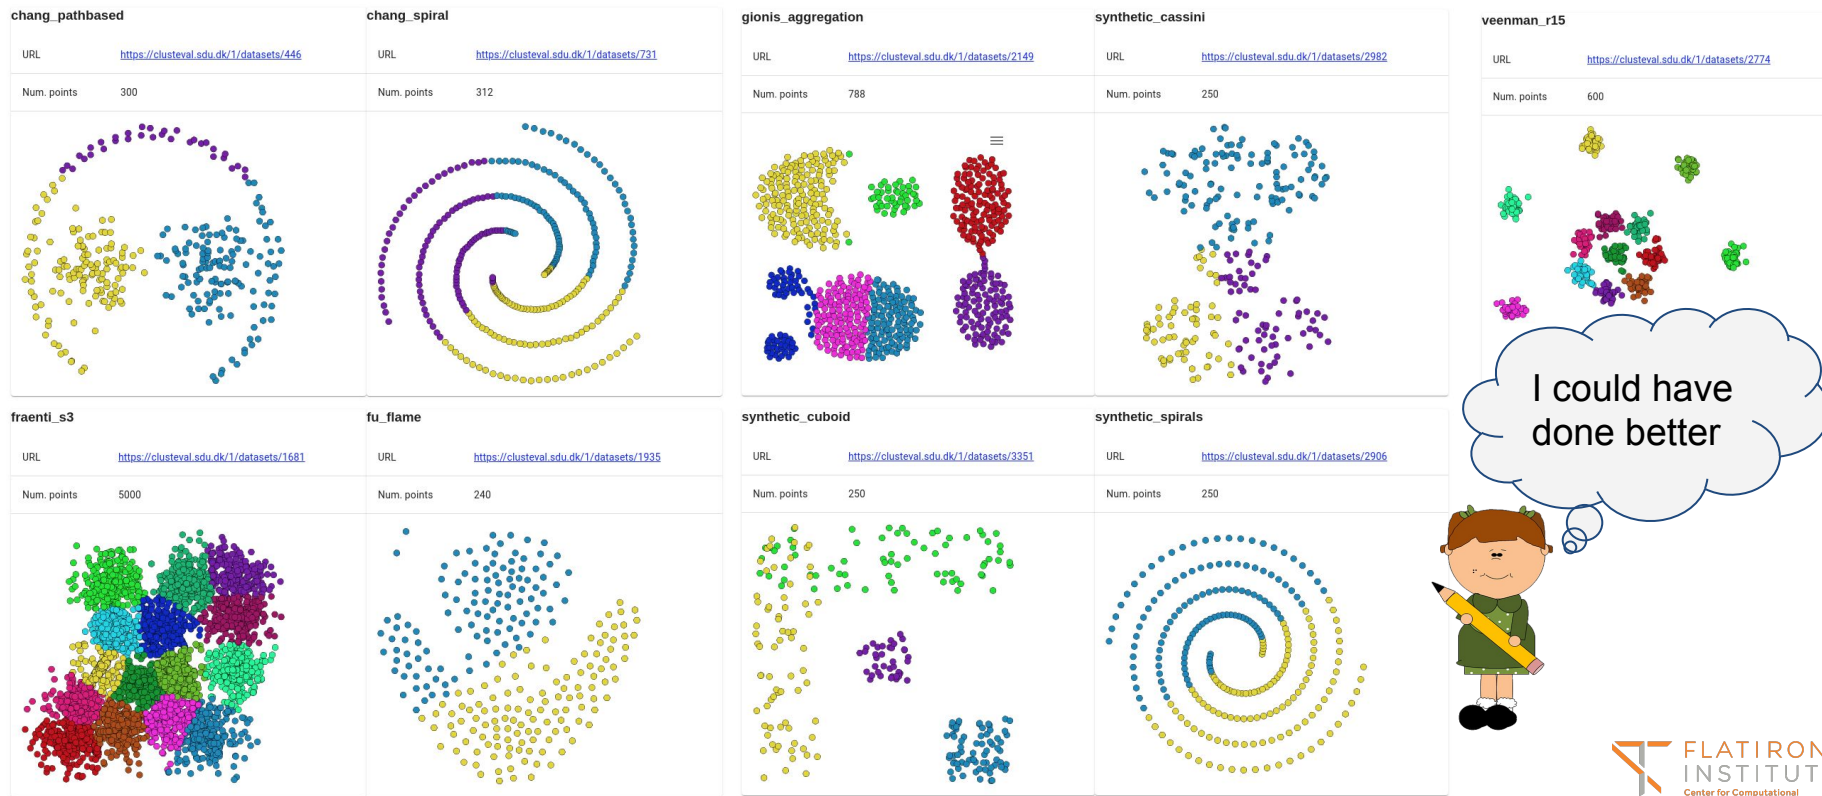 chang_pathbased
URL https://clusteval.sdu.dk/1/datasets/446
Num. points 300
chang_spiral
URL https://clusteval.sdu.dk/1/datasets/731
Num. points 312
gionis_aggregation
URL https://clusteval.sdu.dk/1/datasets/2149
Num. points 788
synthetic_cassini
URL https://clusteval.sdu.dk/1/datasets/2982
Num. points 250
veenman_r15
URL https://clusteval.sdu.dk/1/datasets/2774
Num. points 600
I could have
done better
fraenti_s3
URL https://clusteval.sdu.dk/1/datasets/1681
Num. points 5000
fu_flame
URL https://clusteval.sdu.dk/1/datasets/1935
Num. points 240
synthetic_cuboid
URL https://clusteval.sdu.dk/1/datasets/3351
Num. points 250
synthetic_spirals
URL https://clusteval.sdu.dk/1/datasets/2906
Num. points 250
FLATIRON
INSTITUT
Center for Computational